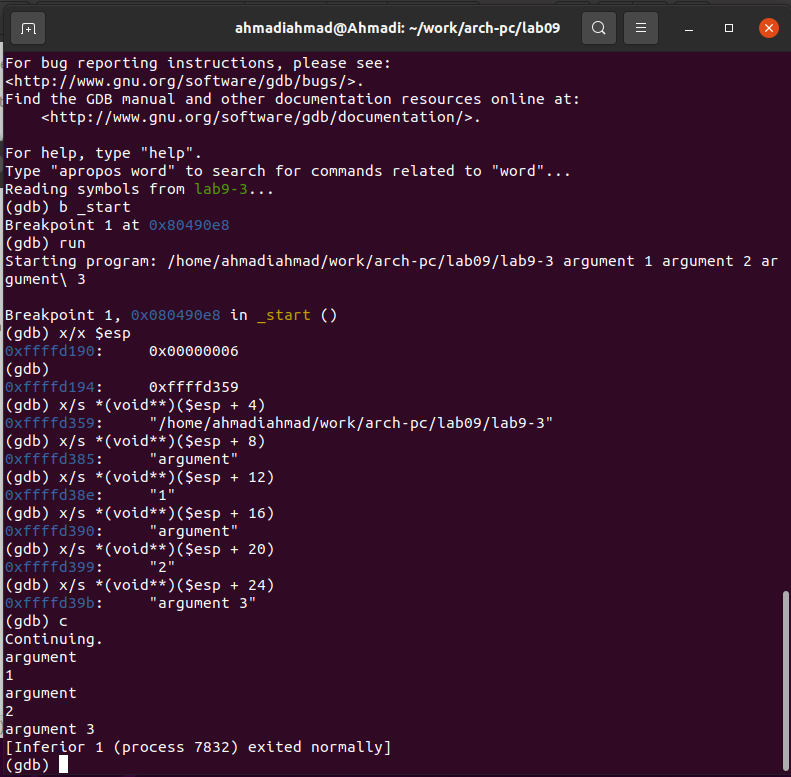 ahmadiahmad@Ahmadi: ~/work/arch-pc/lab09
For bug reporting instructions, please see:
<http://www.gnu.org/software/gdb/bugs/>.
Find the GDB manual and other documentation resources online at:
    <http://www.gnu.org/software/gdb/documentation/>.
For help, type "help".
Type "apropos word" to search for commands related to "word"...
Reading symbols from lab9-3...
(gdb) b _start
Breakpoint 1 at 0x80490e8
(gdb) run
Starting program: /home/ahmadiahmad/work/arch-pc/lab09/lab9-3 argument 1 argument 2 ar
gument\ 3
Breakpoint 1, 0x080490e8 in _start ()
(gdb) x/x $esp
0xffffd190:     0x00000006
(gdb)
0xffffd194:     0xffffd359
(gdb) x/s *(void**)($esp + 4)
0xffffd359:     "/home/ahmadiahmad/work/arch-pc/lab09/lab9-3"
(gdb) x/s *(void**)($esp + 8)
0xffffd385:     "argument"
(gdb) x/s *(void**)($esp + 12)
0xffffd38e:     "1"
(gdb) x/s *(void**)($esp + 16)
0xffffd390:     "argument"
(gdb) x/s *(void**)($esp + 20)
0xffffd399:     "2"
(gdb) x/s *(void**)($esp + 24)
0xffffd39b:     "argument 3"
(gdb) c
Continuing.
argument
1
argument
2
argument 3
[Inferior 1 (process 7832) exited normally]
(gdb)